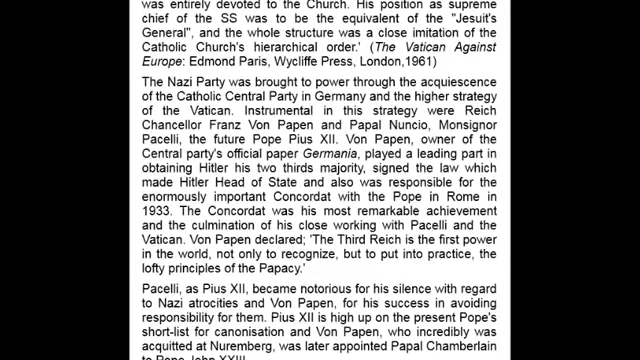 was entirely devoted to the Church. His position as supreme
chief of the SS was to be the equivalent of the "Jesuit's
General", and the whole structure was a close imitation of the
Catholic Church's hierarchical order.' (The Vatican Against
Europe: Edmond Paris, Wycliffe Press, London,1961)
The Nazi Party was brought to power through the acquiescence
of the Catholic Central Party in Germany and the higher strategy
of the Vatican. Instrumental in this strategy were Reich
Chancellor Franz Von Papen and Papal Nuncio, Monsignor
Pacelli, the future Pope Pius XII. Von Papen, owner of the
Central party's official paper Germania, played a leading part in
obtaining Hitler his two thirds majority, signed the law which
made Hitler Head of State and also was responsible for the
enormously important Concordat with the Pope in Rome in
1933. The Concordat was his most remarkable achievement
and the culmination of his close working with Pacelli and the
Vatican. Von Papen declared; 'The Third Reich is the first power
in the world, not only to recognize, but to put into practice, the
lofty principles of the Papacy.'
Pacelli, as Pius XII, became notorious for his silence with regard
to Nazi atrocities and Von Papen, for his success in avoiding
responsibility for them. Pius XII is high up on the present Pope's
short-list for canonisation and Von Papen, who incredibly was
acquitted at Nuremberg, was later appointed Papal Chamberlain
to Pope John XXIII.